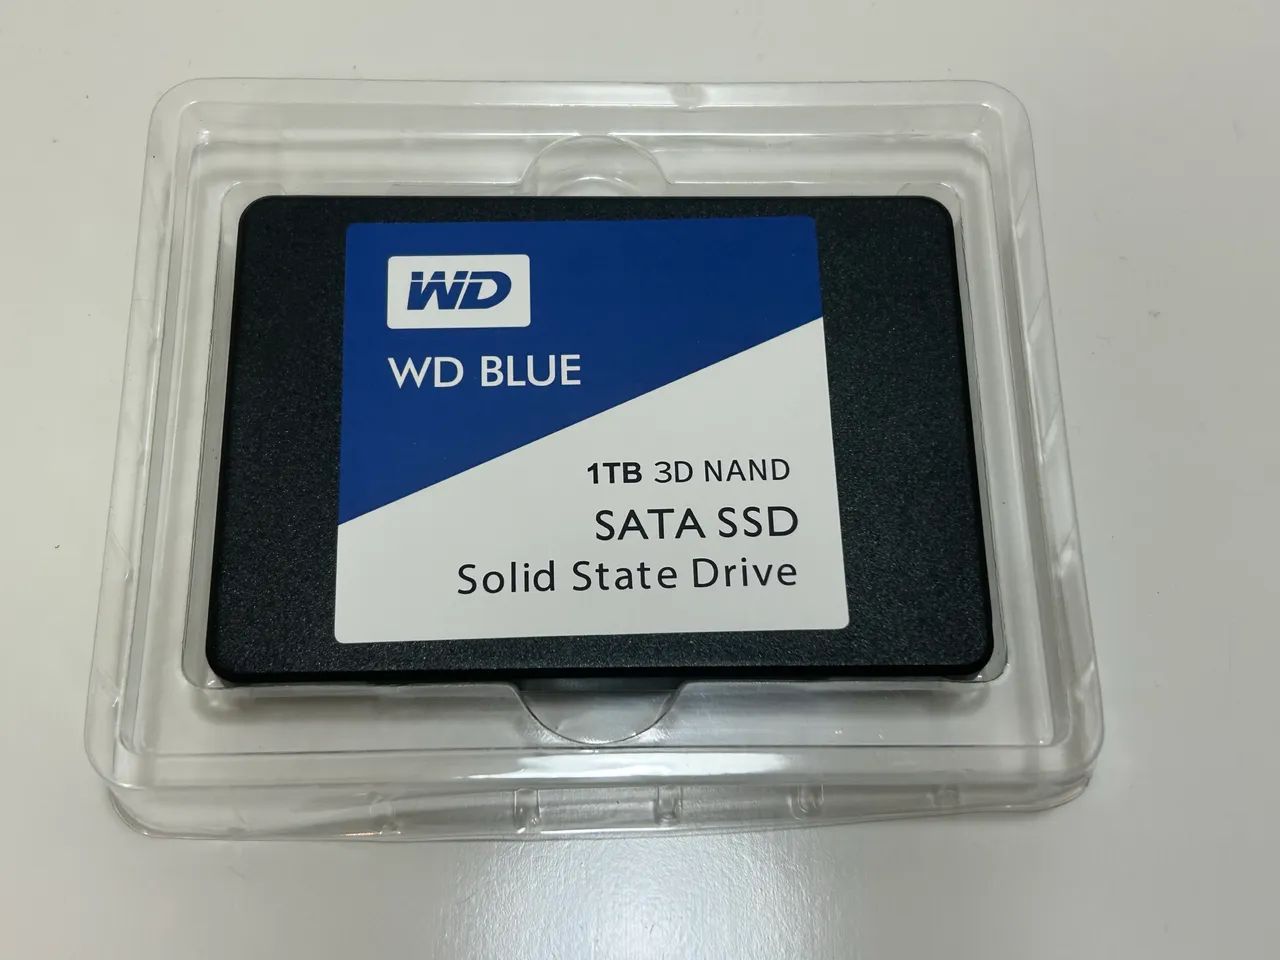 WD
WD BLUE
1TB 3D NAND
SATA SSD
Solid State Drive